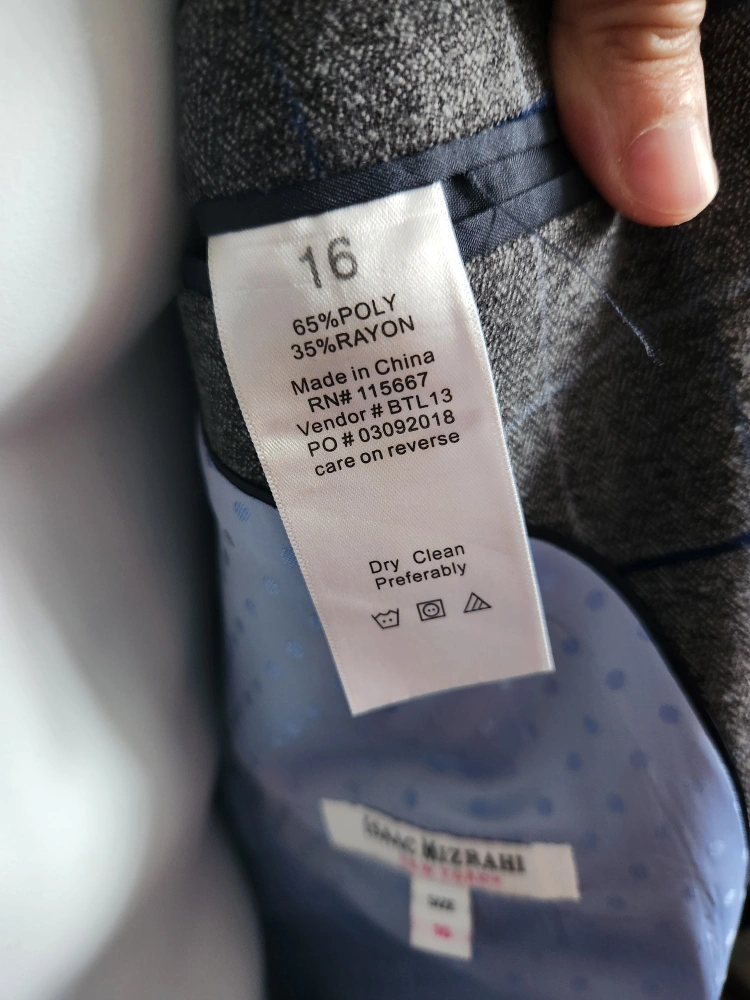 16
65%POLY
35%RAYON
Made in China
RN# 115667
Vendor # BTL13
PO # 03092018
care on reverse
Dry Clean
Preferably
ISAAC MIZRAHI